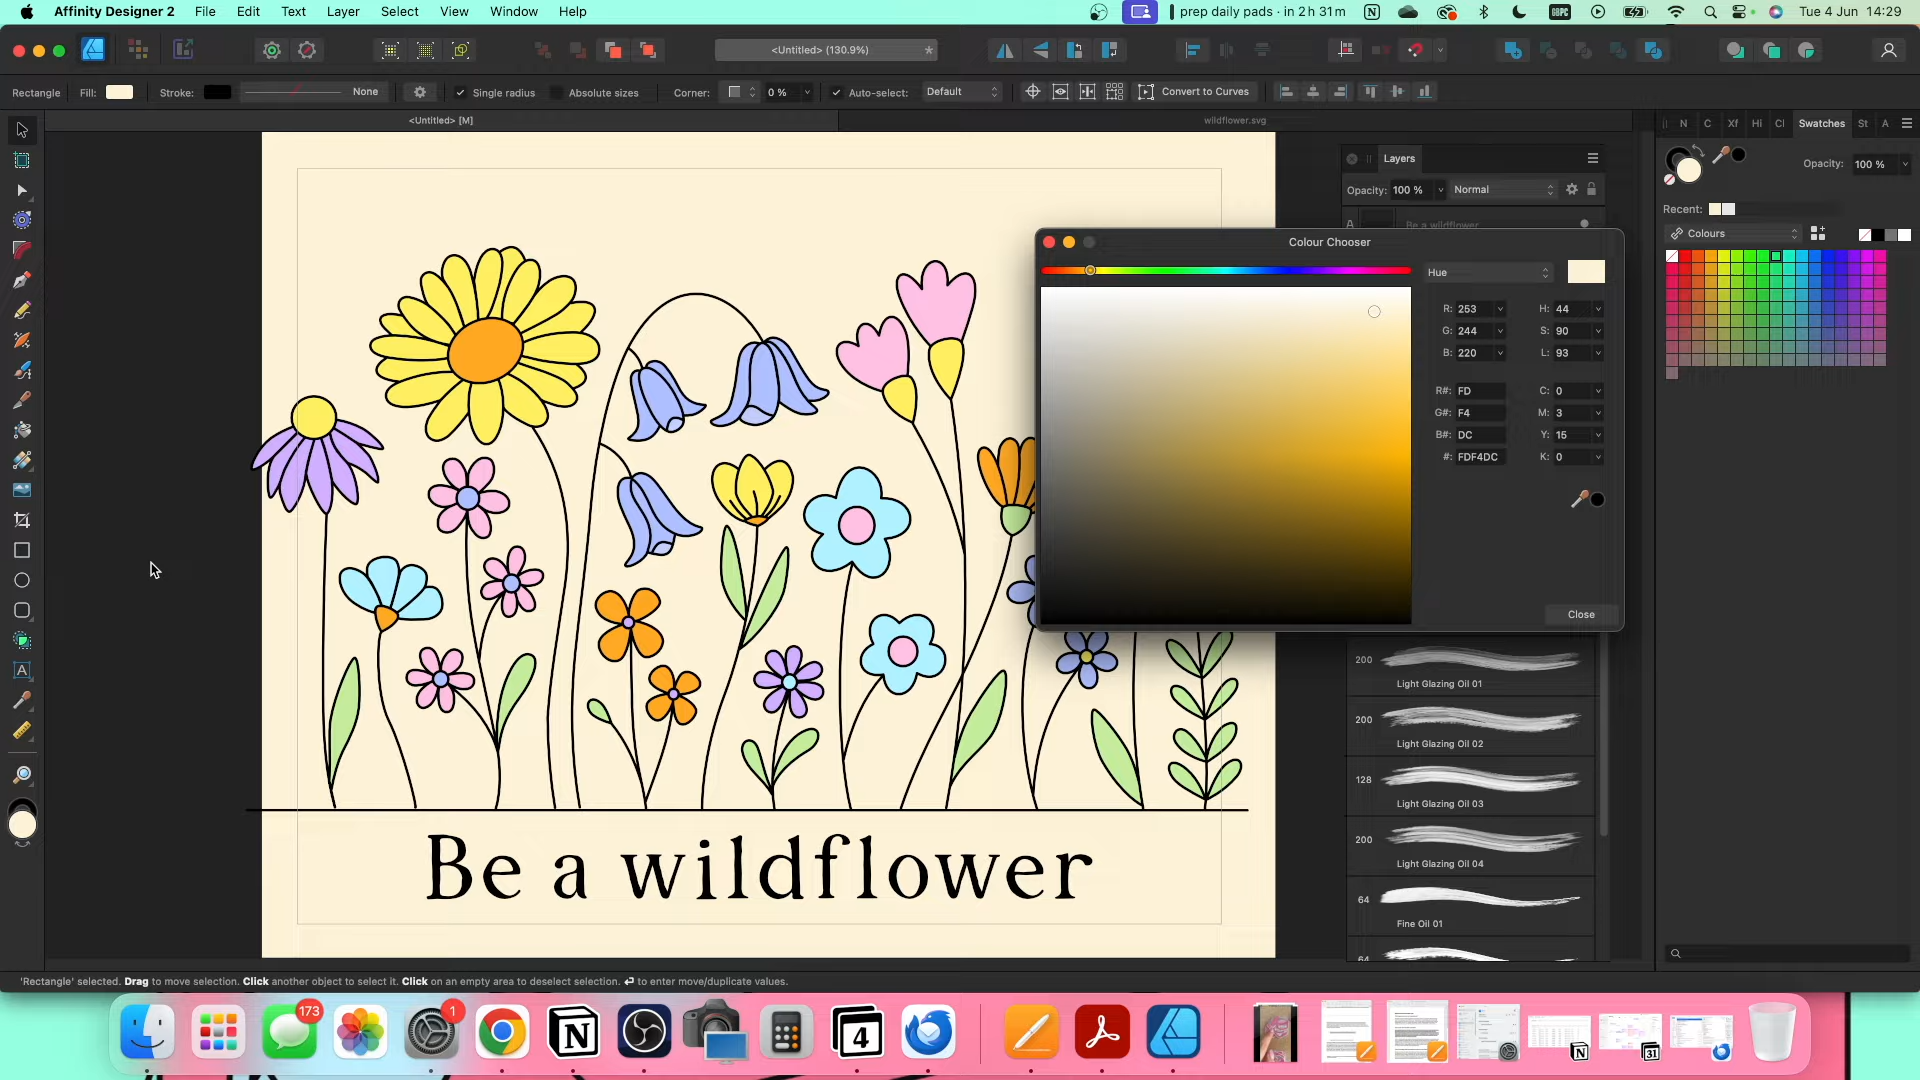 Affinity Designer 2 File Edit Text Layer Select View Window Help
prep daily pads · in 2 h 31 m
Tue 4 Jun 14:29
<Untitled> (130.9%) *
Rectangle Fill: Stroke: None Single radius Absolute sizes Corner: 0 % Auto-select: Default Convert to Curves
<Untitled> [M]
wildflower.svg
N C Xf Hi Cl Swatches St A
Layers
Opacity: 100 %
Opacity: 100 % Normal
Recent:
A Be a wildflower
Colours
Colour Chooser
Hue
R: 253 H: 44
G: 244 S: 90
B: 220 L: 93
R#: FD C: 0
G#: F4 M: 3
B#: DC Y: 15
#: FDF4DC K: 0
Close
200
Light Glazing Oil 01
200
Light Glazing Oil 02
128
Light Glazing Oil 03
200
Light Glazing Oil 04
64
Fine Oil 01
64
Be a wildflower
'Rectangle' selected. Drag to move selection. Click another object to select it. Click on an empty area to deselect selection. ↵ to enter move/duplicate values.
173
1
4
31